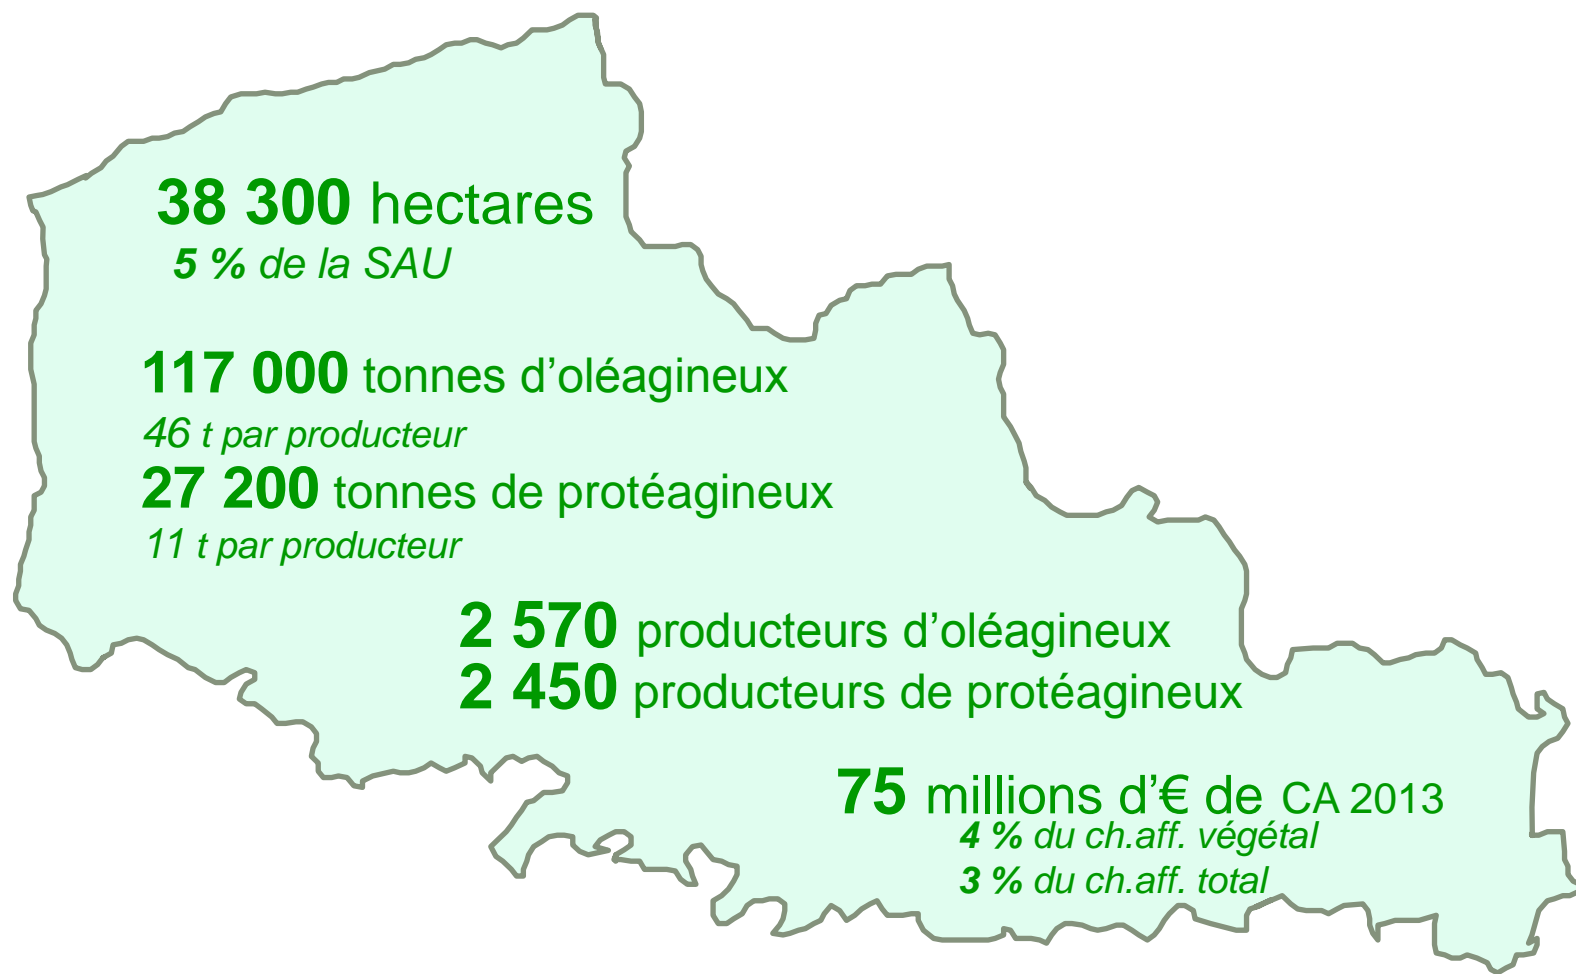 38 300 hectares
5 % de la SAU
117 000 tonnes d’oléagineux
46 t par producteur
27 200 tonnes de protéagineux
11 t par producteur
2 570 producteurs d’oléagineux
2 450 producteurs de protéagineux
75 millions d’€ de CA 2013
4 % du ch.aff. végétal
3 % du ch.aff. total